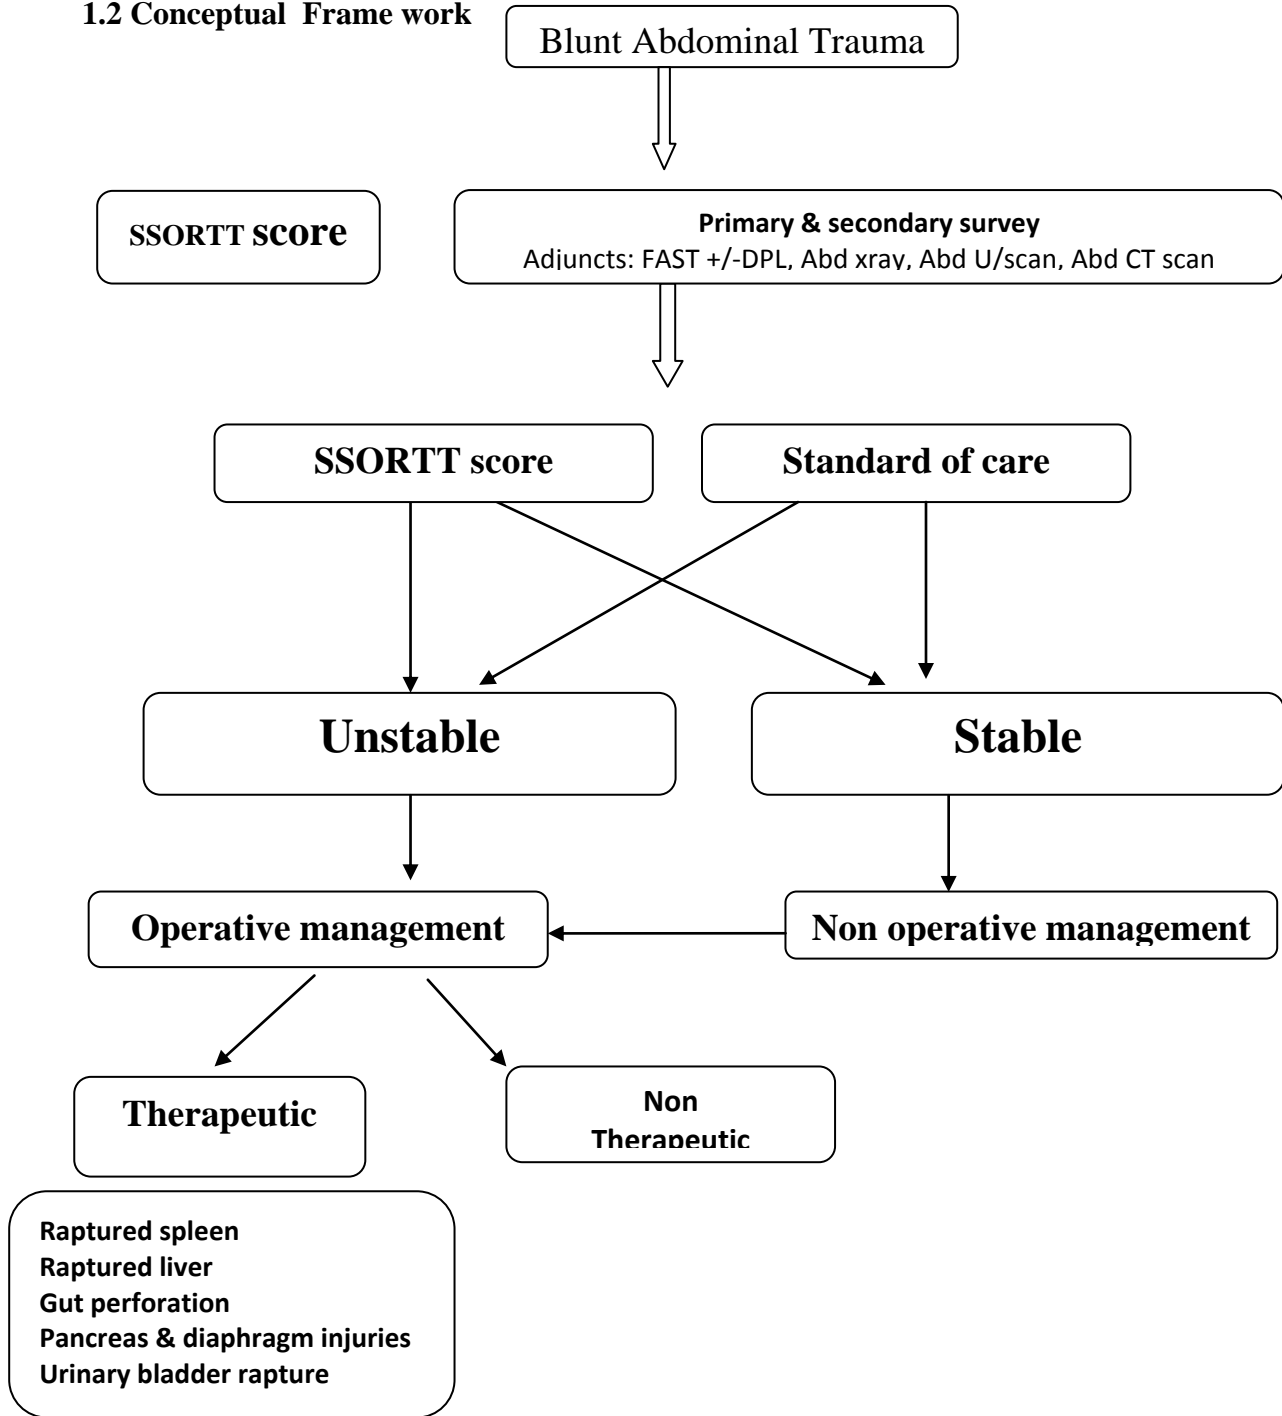 1.2 Conceptual Frame work
Blunt Abdominal Trauma
SSORTT score
Primary & secondary survey
Adjuncts: FAST +/-DPL, Abd xray, Abd U/scan, Abd CT scan
SSORTT score
Standard of care
Unstable
Stable
Operative management
Non operative management
Therapeutic
Non
Therapeutic
Raptured spleen
Raptured liver
Gut perforation
Pancreas & diaphragm injuries
Urinary bladder rapture